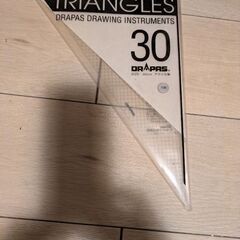 TRIANGLES
DRAPAS DRAWING INSTRUMENTS
30
DRAPAS